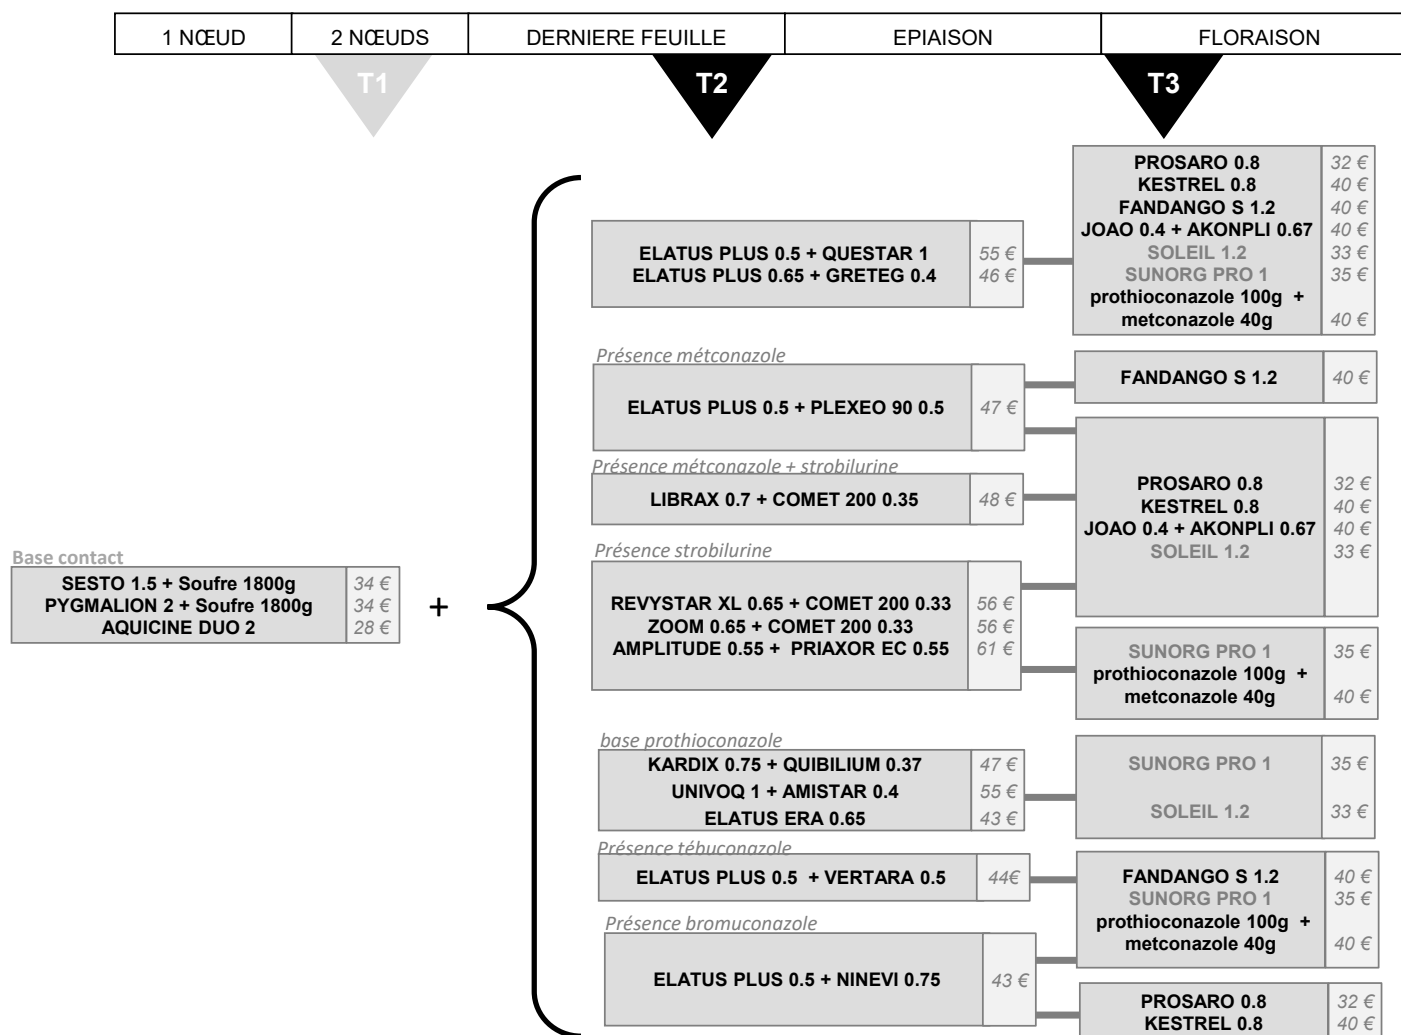 1 NŒUD
2 NŒUDS
DERNIERE FEUILLE
EPIAISON
FLORAISON
T1
T2
T3
Base contact
SESTO 1.5 + Soufre 1800g 34 €
PYGMALION 2 + Soufre 1800g 34 €
AQUICINE DUO 2 28 €
+
ELATUS PLUS 0.5 + QUESTAR 1 55 €
ELATUS PLUS 0.65 + GRETEG 0.4 46 €
PROSARO 0.8 32 €
KESTREL 0.8 40 €
FANDANGO S 1.2 40 €
JOAO 0.4 + AKONPLI 0.67 40 €
SOLEIL 1.2 33 €
SUNORG PRO 1 35 €
prothioconazole 100g +
metconazole 40g 40 €
Présence métconazole
ELATUS PLUS 0.5 + PLEXEO 90 0.5 47 €
FANDANGO S 1.2 40 €
Présence métconazole + strobilurine
LIBRAX 0.7 + COMET 200 0.35 48 €
PROSARO 0.8 32 €
KESTREL 0.8 40 €
JOAO 0.4 + AKONPLI 0.67 40 €
SOLEIL 1.2 33 €
Présence strobilurine
REVYSTAR XL 0.65 + COMET 200 0.33 56 €
ZOOM 0.65 + COMET 200 0.33 56 €
AMPLITUDE 0.55 + PRIAXOR EC 0.55 61 €
SUNORG PRO 1 35 €
prothioconazole 100g +
metconazole 40g 40 €
base prothioconazole
KARDIX 0.75 + QUIBILIUM 0.37 47 €
UNIVOQ 1 + AMISTAR 0.4 55 €
ELATUS ERA 0.65 43 €
SUNORG PRO 1 35 €
SOLEIL 1.2 33 €
Présence tébuconazole
ELATUS PLUS 0.5 + VERTARA 0.5 44€
FANDANGO S 1.2 40 €
SUNORG PRO 1 35 €
prothioconazole 100g +
metconazole 40g 40 €
Présence bromuconazole
ELATUS PLUS 0.5 + NINEVI 0.75 43 €
PROSARO 0.8 32 €
KESTREL 0.8 40 €